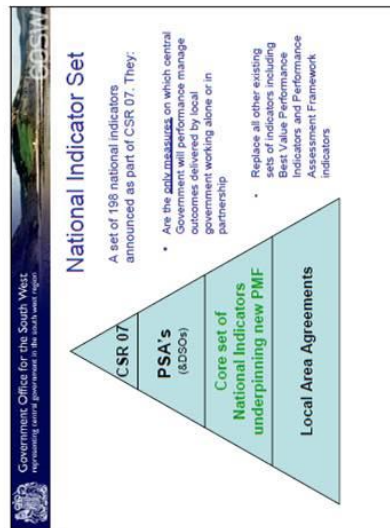 Government Office for the South West
representing central government in the south west region
GOSW
National Indicator Set
A set of 198 national indicators
announced as part of CSR 07. They:
• Are the only measures on which central
Government will performance manage
outcomes delivered by local
government working alone or in
partnership
• Replace all other existing
sets of indicators including
Best Value Performance
Indicators and Performance
Assessment Framework
indicators
CSR 07
PSA's
(&DSOs)
Core set of
National Indicators
underpinning new PMF
Local Area Agreements